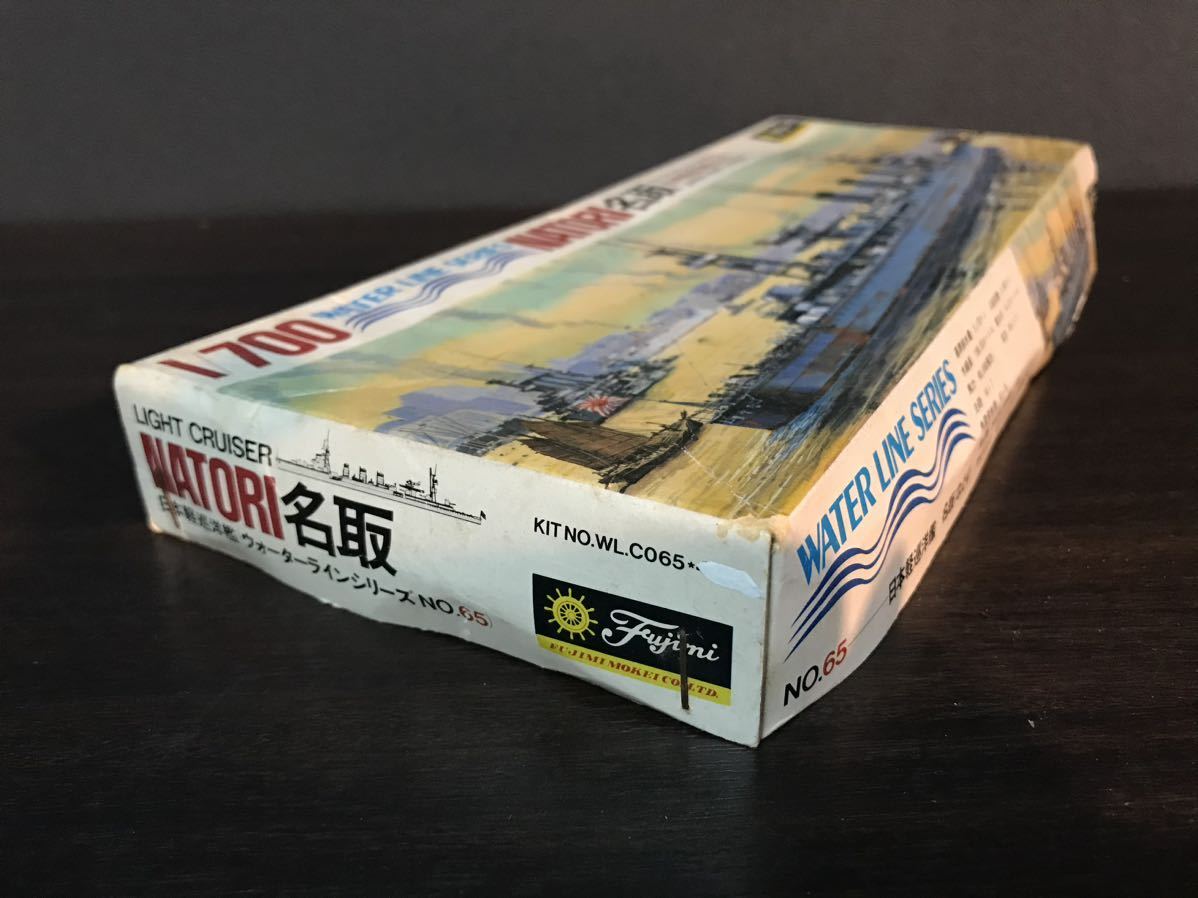 1/700
WATER LINE SERIES
NATORI 名取
LIGHT CRUISER
NATORI 名取
日本軽巡洋艦 ウォーターラインシリーズ NO.65
KIT NO.WL.C065
Fujimi
FUJIMI MOKEI CO., LTD.
WATER LINE SERIES
日本軽巡洋艦
NO.65